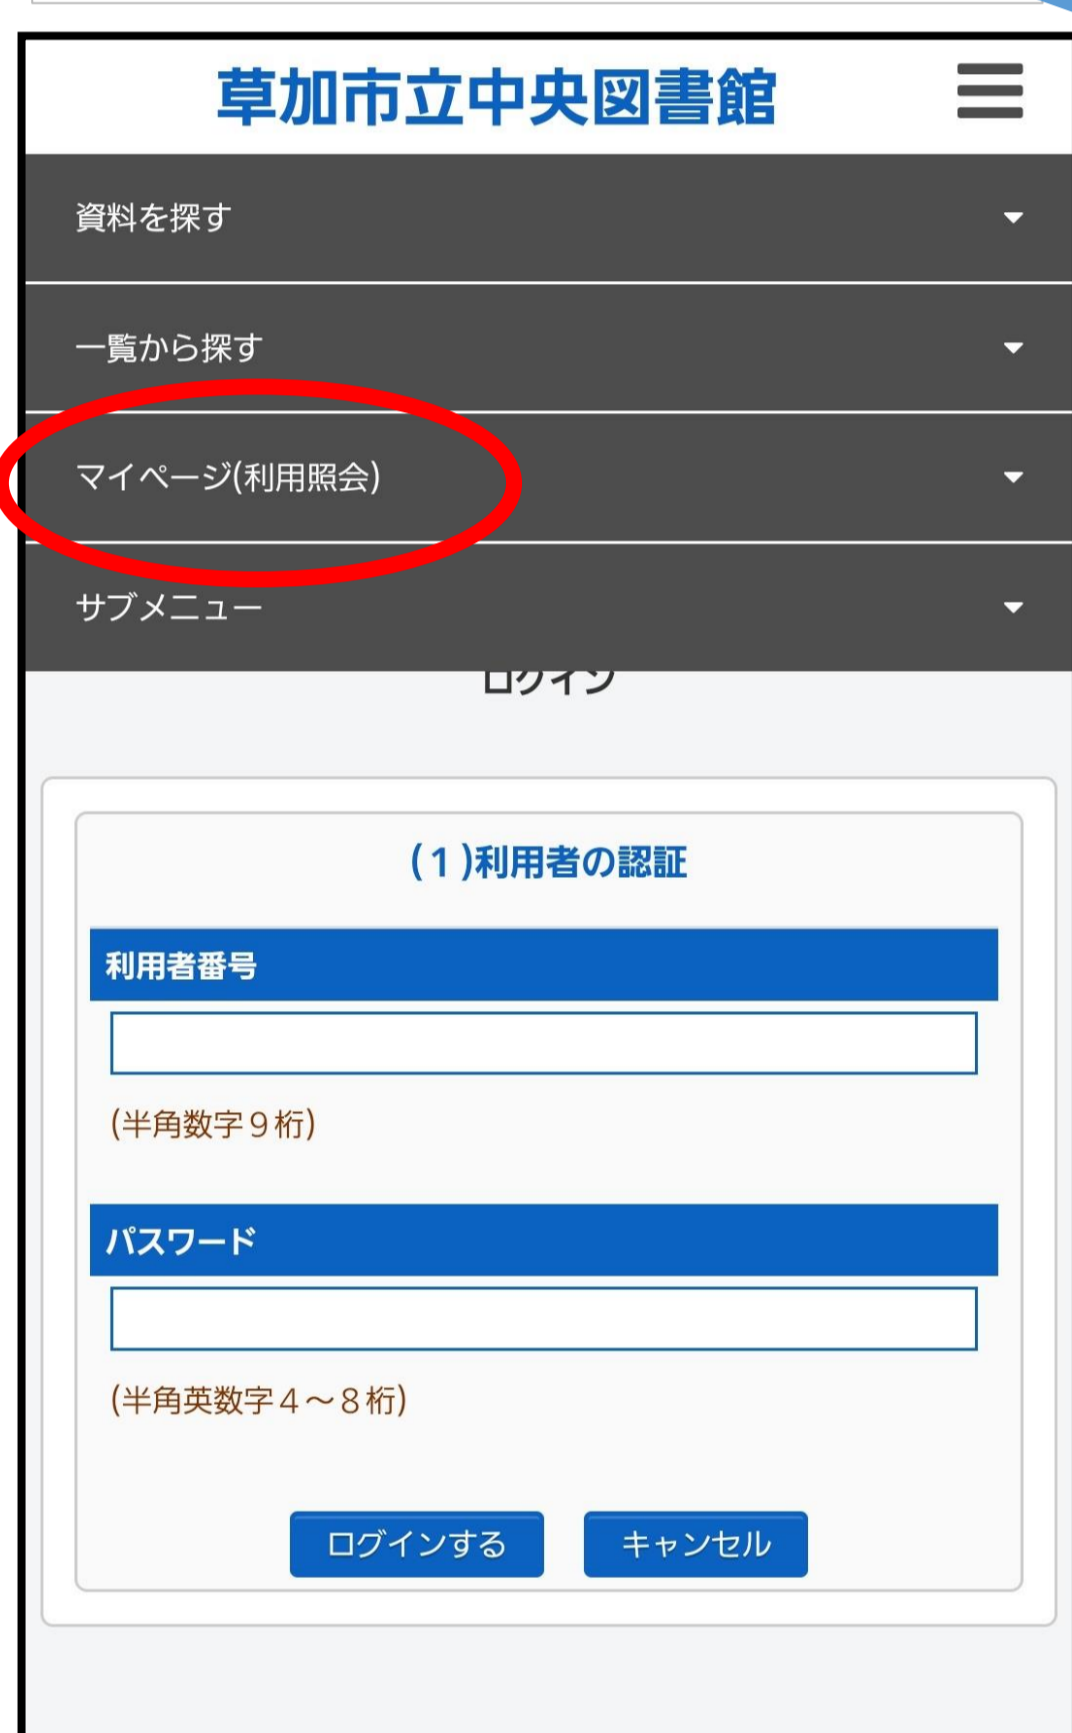 草加市立中央図書館
資料を探す
一覧から探す
マイページ(利用照会)
サブメニュー
ログイン
(１)利用者の認証
利用者番号
(半角数字９桁)
パスワード
(半角英数字４～８桁)
ログインする
キャンセル